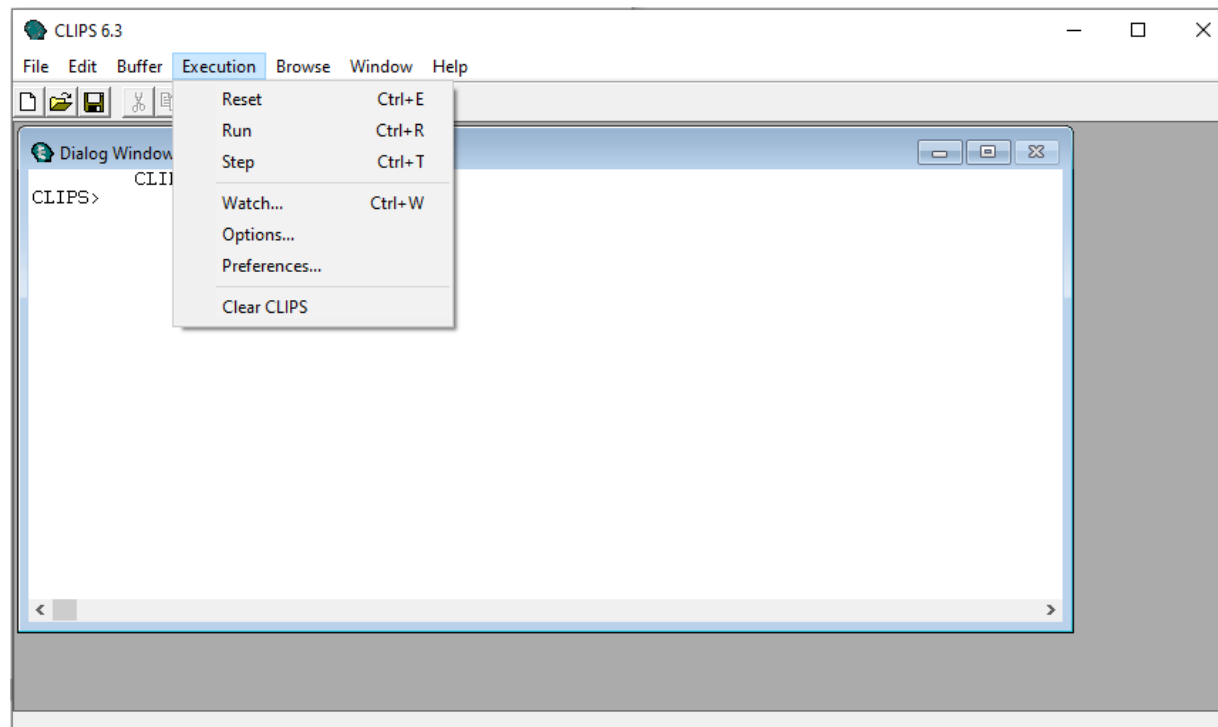 CLIPS 6.3
File Edit Buffer Execution Browse Window Help
Reset Ctrl+E
Run Ctrl+R
Step Ctrl+T
Watch... Ctrl+W
Options...
Preferences...
Clear CLIPS
Dialog Window
CLIPS>